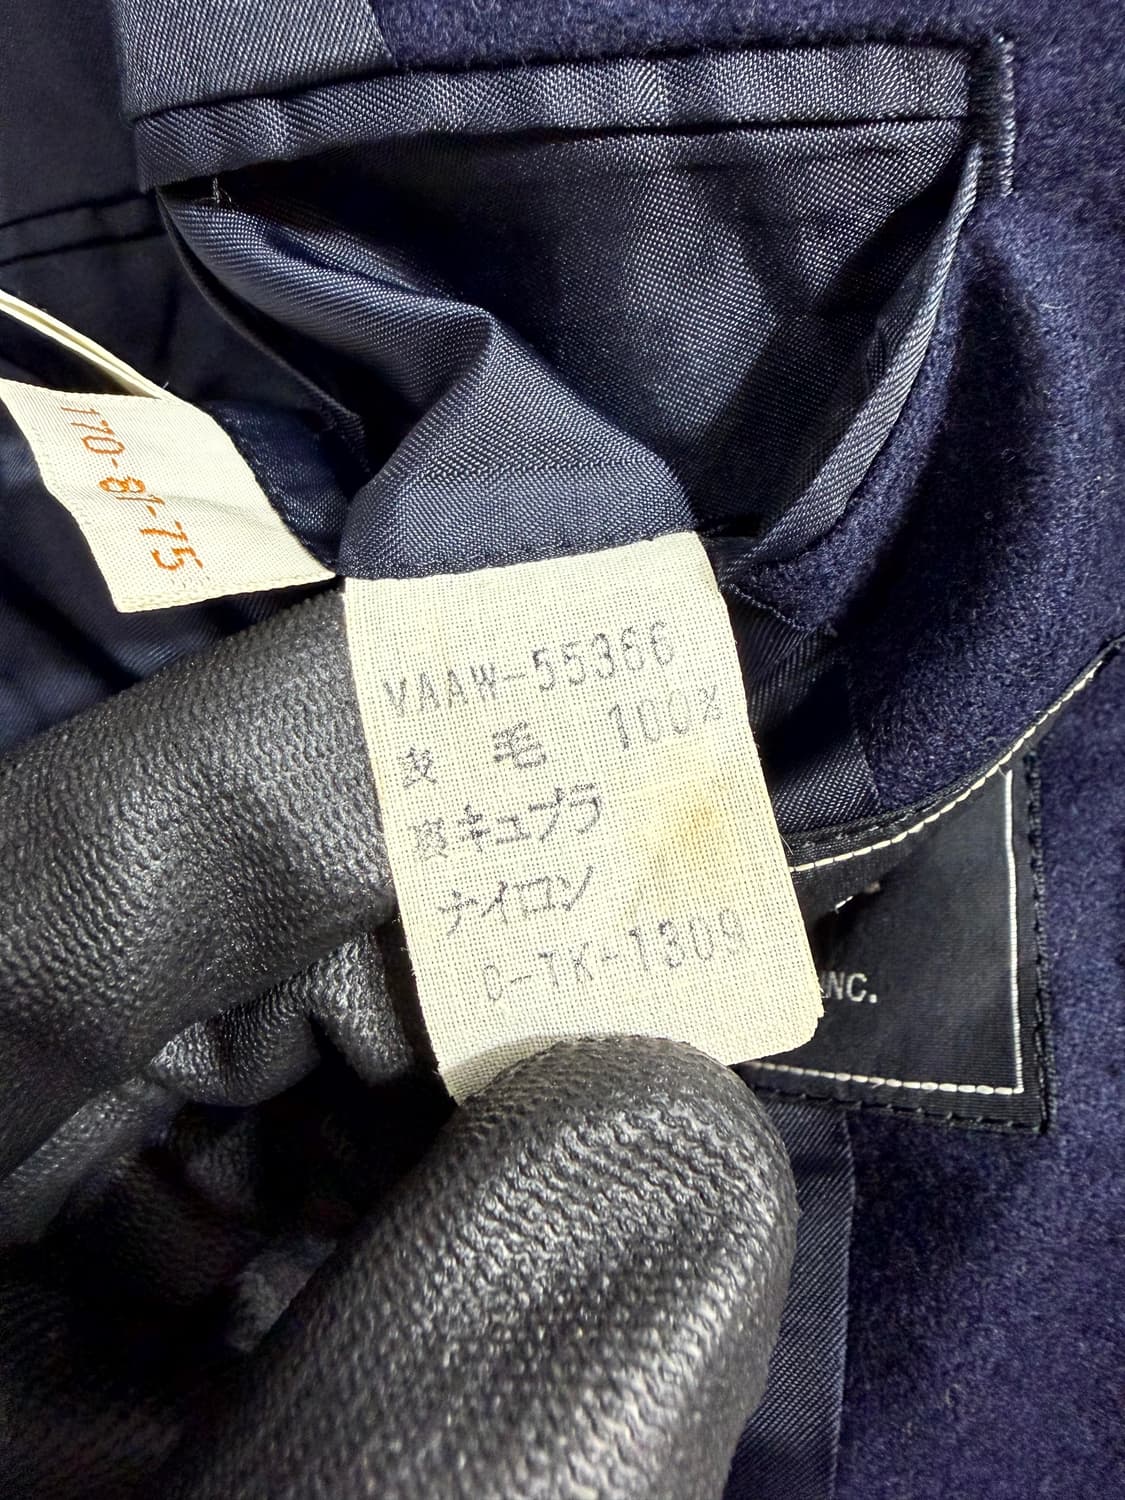 170-81-75
VAAW-55366
表 毛 100%
裏キュプラ
ナイロン
C-TK-1309
INC.